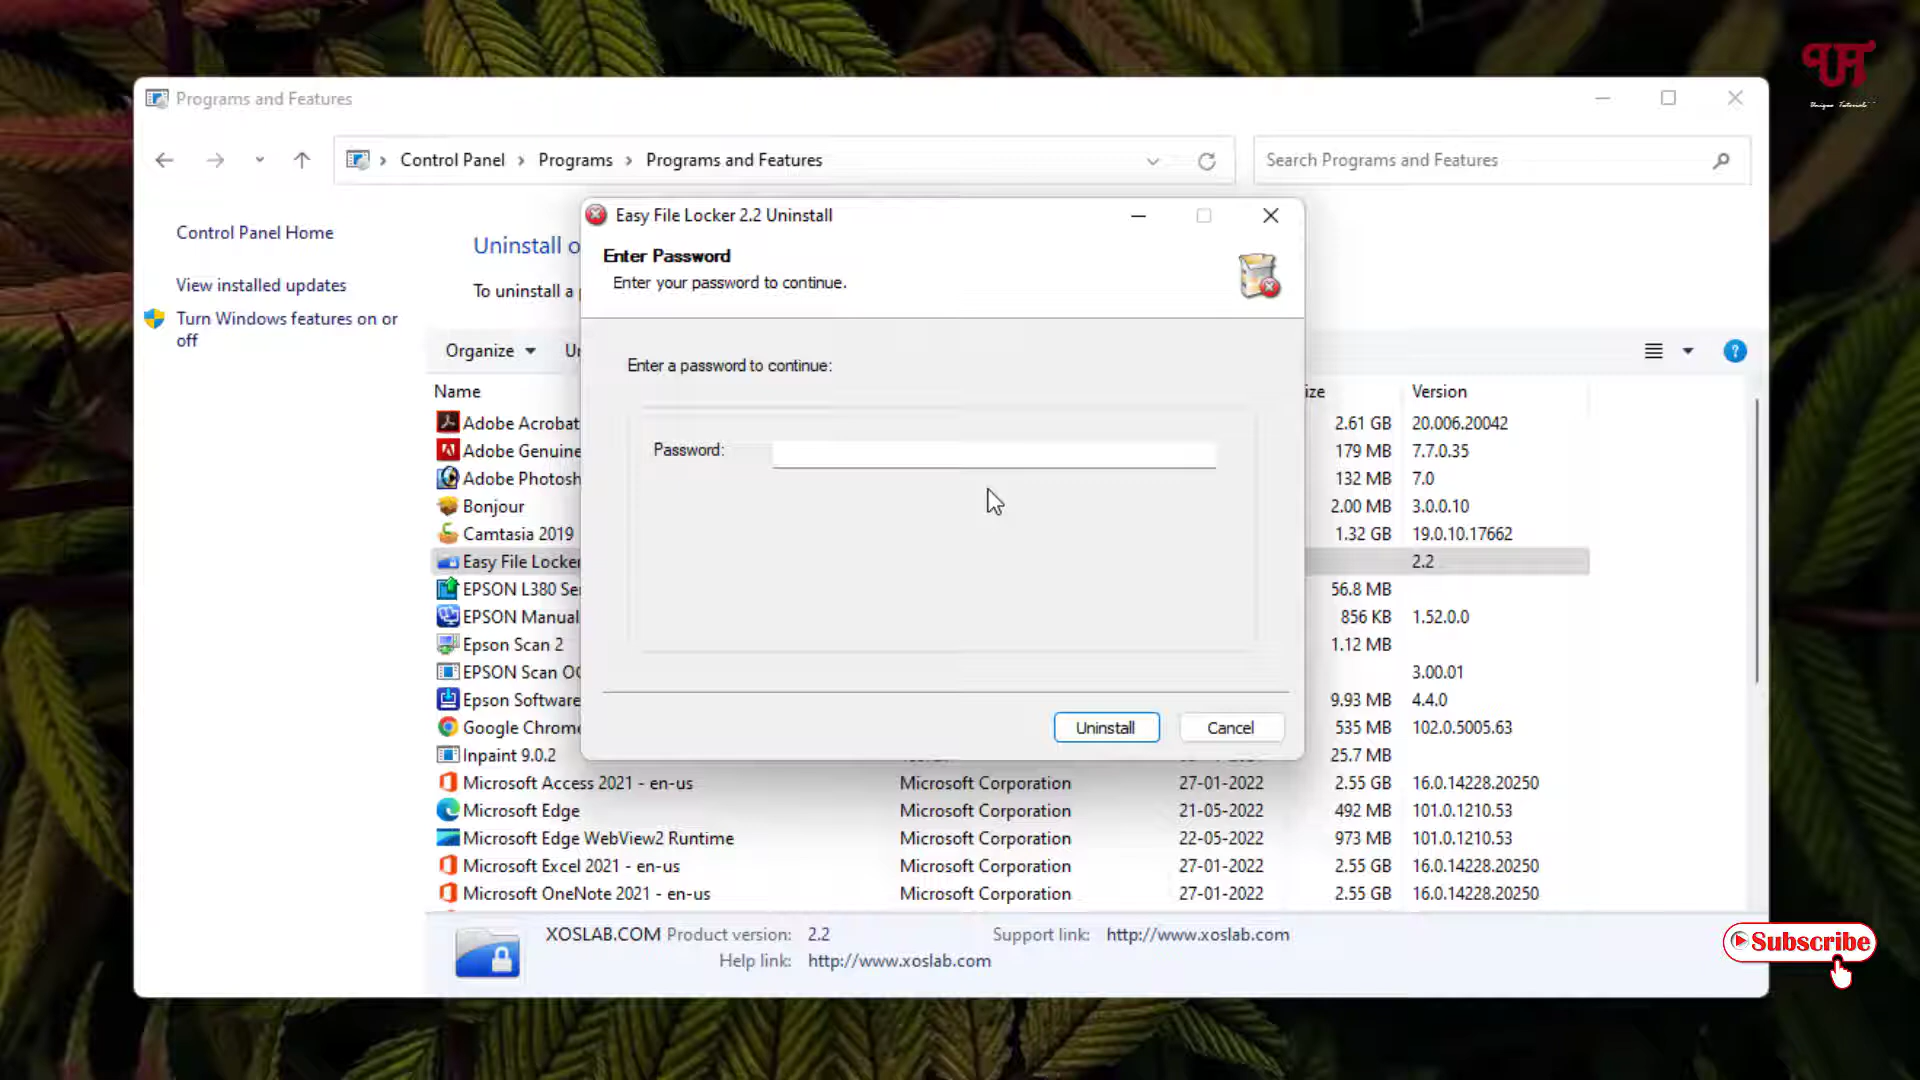 Programs and Features
Control Panel › Programs › Programs and Features
Search Programs and Features
Control Panel Home
View installed updates
Turn Windows features on or off
Uninstall o
To uninstall a
Organize
Easy File Locker 2.2 Uninstall
Enter Password
Enter your password to continue.
Enter a password to continue:
Password:
Uninstall
Cancel
Name ize Version
Adobe Acrobat 2.61 GB 20.006.20042
Adobe Genuine 179 MB 7.7.0.35
Adobe Photosh 132 MB 7.0
Bonjour 2.00 MB 3.0.0.10
Camtasia 2019 1.32 GB 19.0.10.17662
Easy File Locker 2.2
EPSON L380 Se 56.8 MB
EPSON Manual 856 KB 1.52.0.0
Epson Scan 2 1.12 MB
EPSON Scan OC 3.00.01
Epson Software 9.93 MB 4.4.0
Google Chrome 535 MB 102.0.5005.63
Inpaint 9.0.2 25.7 MB
Microsoft Access 2021 - en-us Microsoft Corporation 27-01-2022 2.55 GB 16.0.14228.20250
Microsoft Edge Microsoft Corporation 21-05-2022 492 MB 101.0.1210.53
Microsoft Edge WebView2 Runtime Microsoft Corporation 22-05-2022 973 MB 101.0.1210.53
Microsoft Excel 2021 - en-us Microsoft Corporation 27-01-2022 2.55 GB 16.0.14228.20250
Microsoft OneNote 2021 - en-us Microsoft Corporation 27-01-2022 2.55 GB 16.0.14228.20250
XOSLAB.COM Product version: 2.2 Support link: http://www.xoslab.com
Help link: http://www.xoslab.com
UT
Unique Tutorials
Subscribe